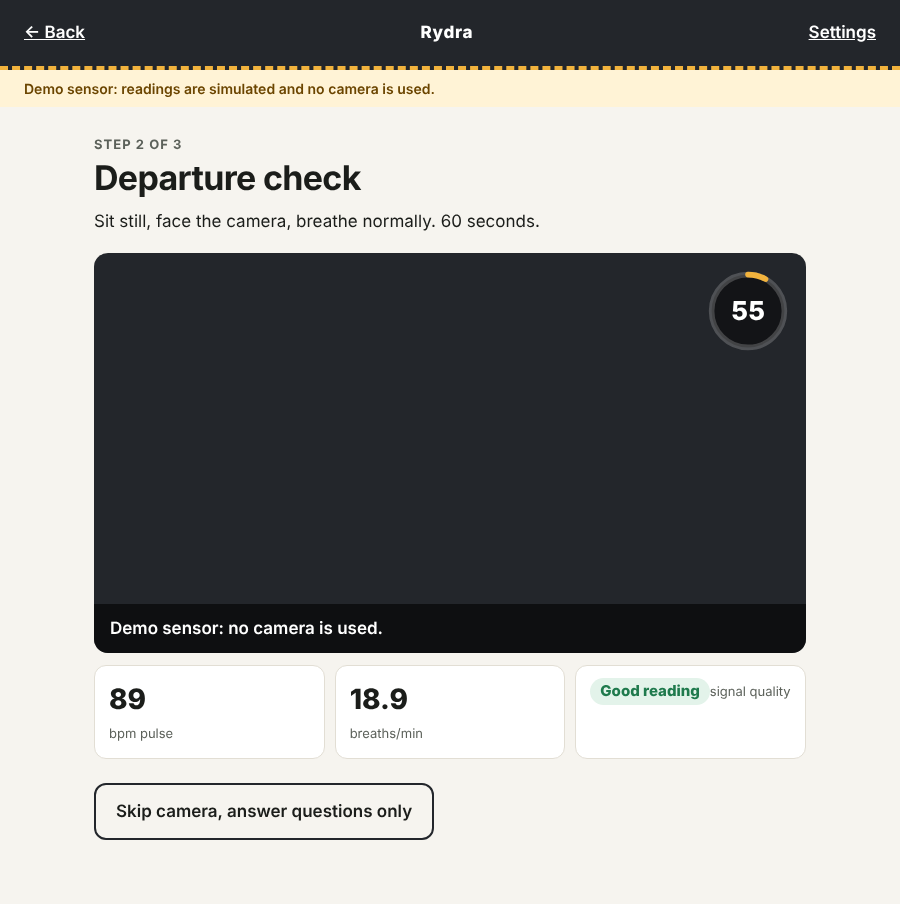 ← Back
Rydra
Settings
Demo sensor: readings are simulated and no camera is used.
STEP 2 OF 3
Departure check
Sit still, face the camera, breathe normally. 60 seconds.
55
Demo sensor: no camera is used.
89
bpm pulse
18.9
breaths/min
Good reading signal quality
Skip camera, answer questions only